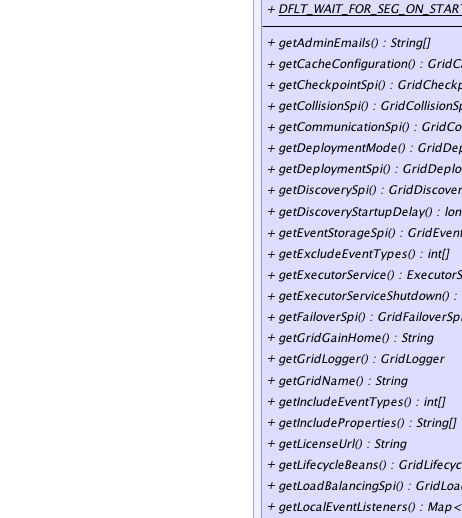 + DFLT_WAIT_FOR_SEG_ON_START
+ getAdminEmails() : String[]
+ getCacheConfiguration() : GridC
+ getCheckpointSpi() : GridCheckp
+ getCollisionSpi() : GridCollisionS
+ getCommunicationSpi() : GridCo
+ getDeploymentMode() : GridDep
+ getDeploymentSpi() : GridDeplo
+ getDiscoverySpi() : GridDiscover
+ getDiscoveryStartupDelay() : lon
+ getEventStorageSpi() : GridEvent
+ getExcludeEventTypes() : int[]
+ getExecutorService() : ExecutorS
+ getExecutorServiceShutdown() :
+ getFailoverSpi() : GridFailoverSpi
+ getGridGainHome() : String
+ getGridLogger() : GridLogger
+ getGridName() : String
+ getIncludeEventTypes() : int[]
+ getIncludeProperties() : String[]
+ getLicenseUrl() : String
+ getLifecycleBeans() : GridLifecyc
+ getLoadBalancingSpi() : GridLoa
+ getLocalEventListeners() : Map<